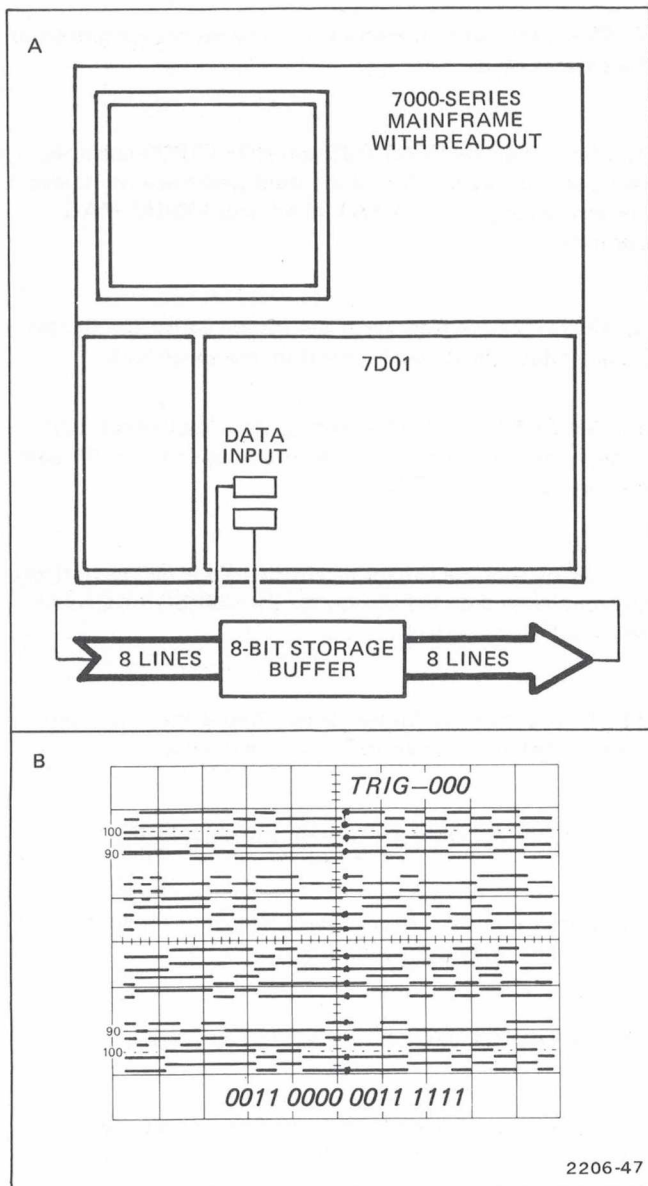 A
7000-SERIES
MAINFRAME
WITH READOUT
7D01
DATA
INPUT
8 LINES
8-BIT STORAGE
BUFFER
8 LINES
B
TRIG–000
100
90
90
100
0011 0000 0011 1111
2206-47